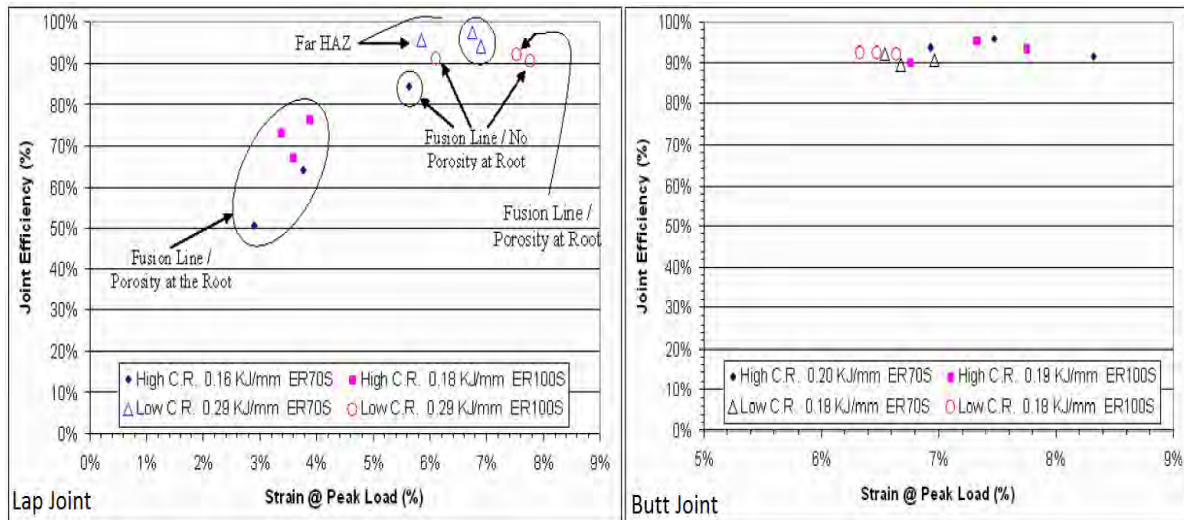 100%
90%
80%
70%
60%
50%
40%
30%
20%
10%
0%
Joint Efficiency (%)
Far HAZ
Fusion Line / No
Porosity at Root
Fusion Line /
Porosity at Root
Fusion Line /
Porosity at the Root
High C.R. 0.16 KJ/mm ER70S
High C.R. 0.18 KJ/mm ER100S
Low C.R. 0.29 KJ/mm ER70S
Low C.R. 0.29 KJ/mm ER100S
0% 1% 2% 3% 4% 5% 6% 7% 8% 9%
Strain @ Peak Load (%)
Lap Joint
100%
90%
80%
70%
60%
50%
40%
30%
20%
10%
0%
Joint Efficiency (%)
High C.R. 0.20 KJ/mm ER70S
High C.R. 0.19 KJ/mm ER100S
Low C.R. 0.18 KJ/mm ER70S
Low C.R. 0.18 KJ/mm ER100S
5% 6% 7% 8% 9%
Strain @ Peak Load (%)
Butt Joint